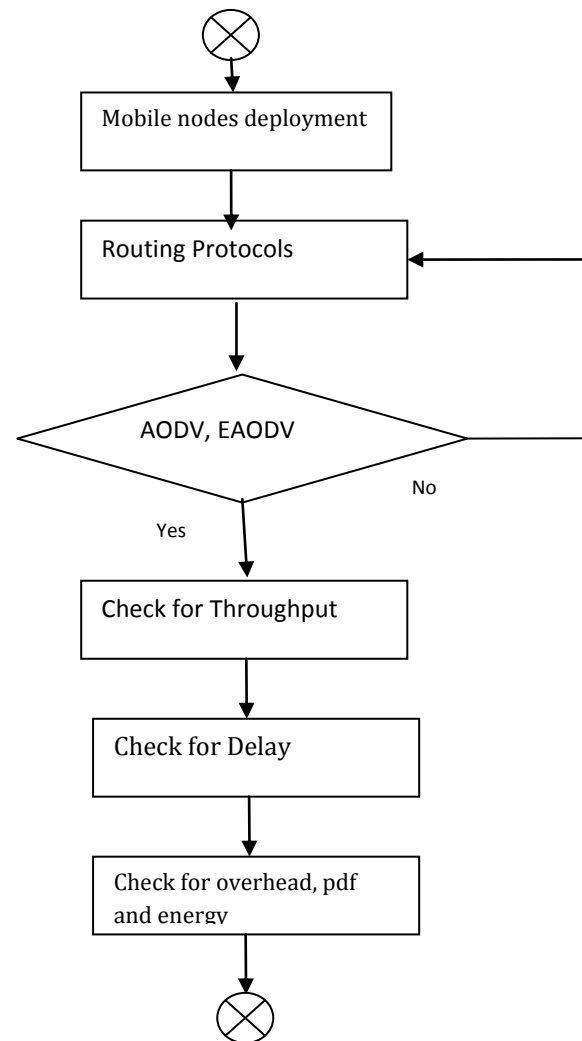 Mobile nodes deployment
Routing Protocols
AODV, EAODV
No
Yes
Check for Throughput
Check for Delay
Check for overhead, pdf
and energy